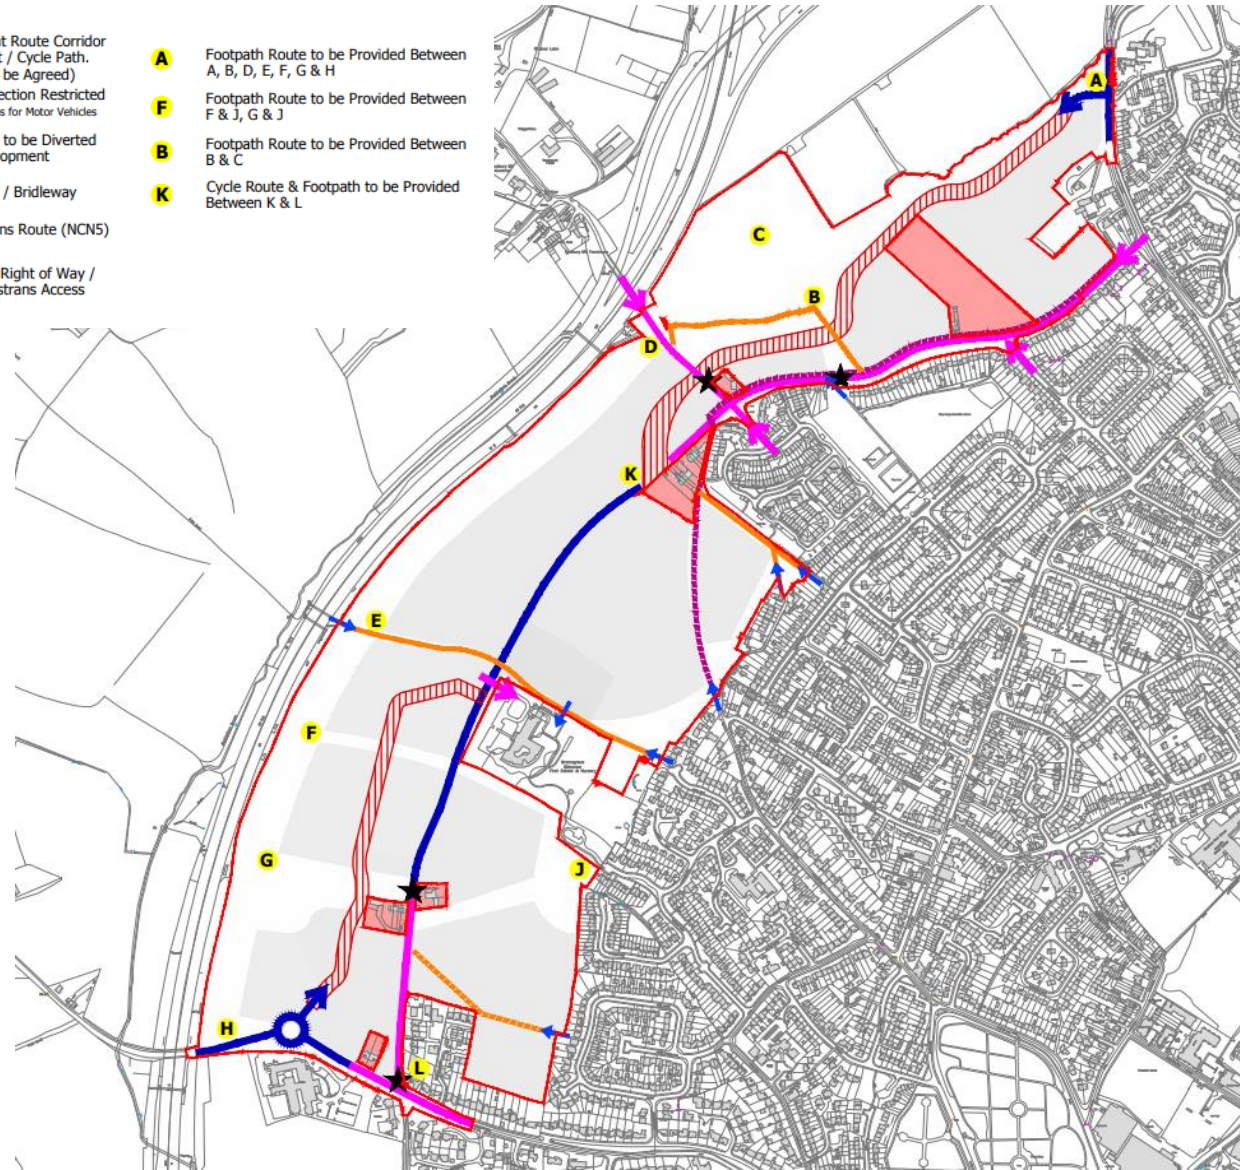 t Route Corridor
t / Cycle Path.
be Agreed)
ection Restricted
s for Motor Vehicles
to be Diverted
opment
/ Bridleway
ns Route (NCN5)
Right of Way /
strans Access
A Footpath Route to be Provided Between
A, B, D, E, F, G & H
F Footpath Route to be Provided Between
F & J, G & J
B Footpath Route to be Provided Between
B & C
K Cycle Route & Footpath to be Provided
Between K & L
A
C
B
D
K
E
F
G
J
H
L